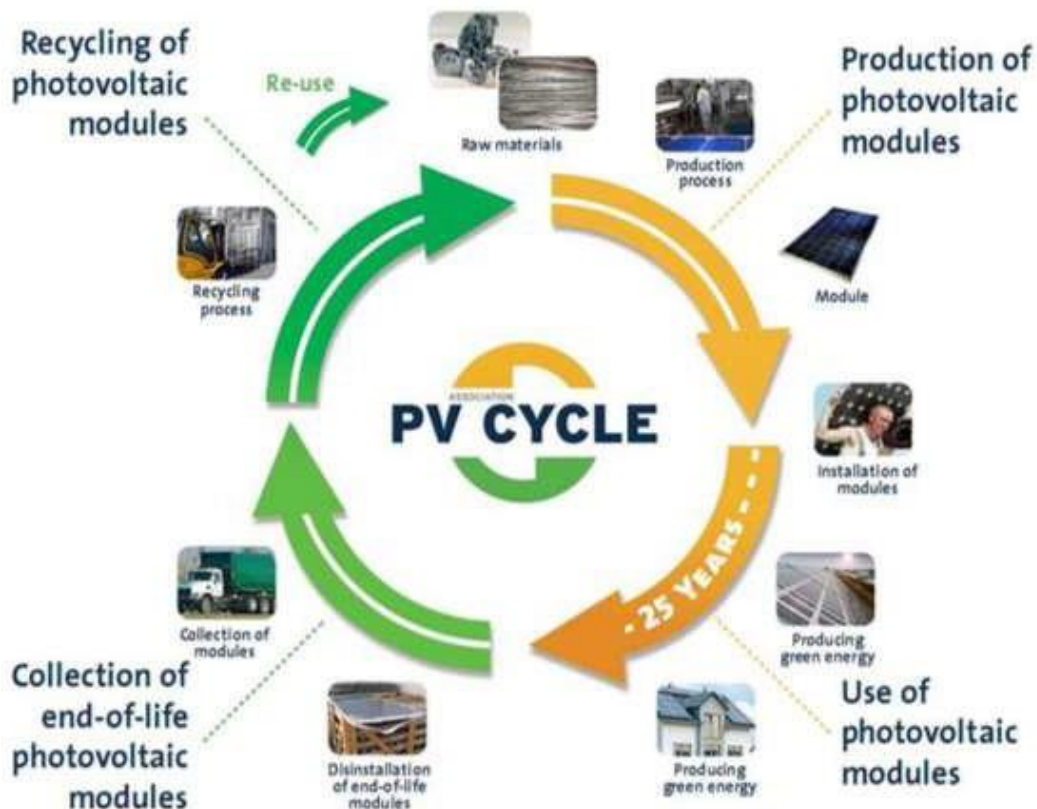 Recycling of
photovoltaic
modules
Re-use
Raw materials
Production
process
Production of
photovoltaic
modules
Module
Installation of
modules
- 25 YEARS - - -
Producing
green energy
Use of
photovoltaic
modules
Producing
green energy
Disinstallation
of end-of-life
modules
Collection of
end-of-life
photovoltaic
modules
Collection of
modules
Recycling
process
ASSOCIATION
PV CYCLE